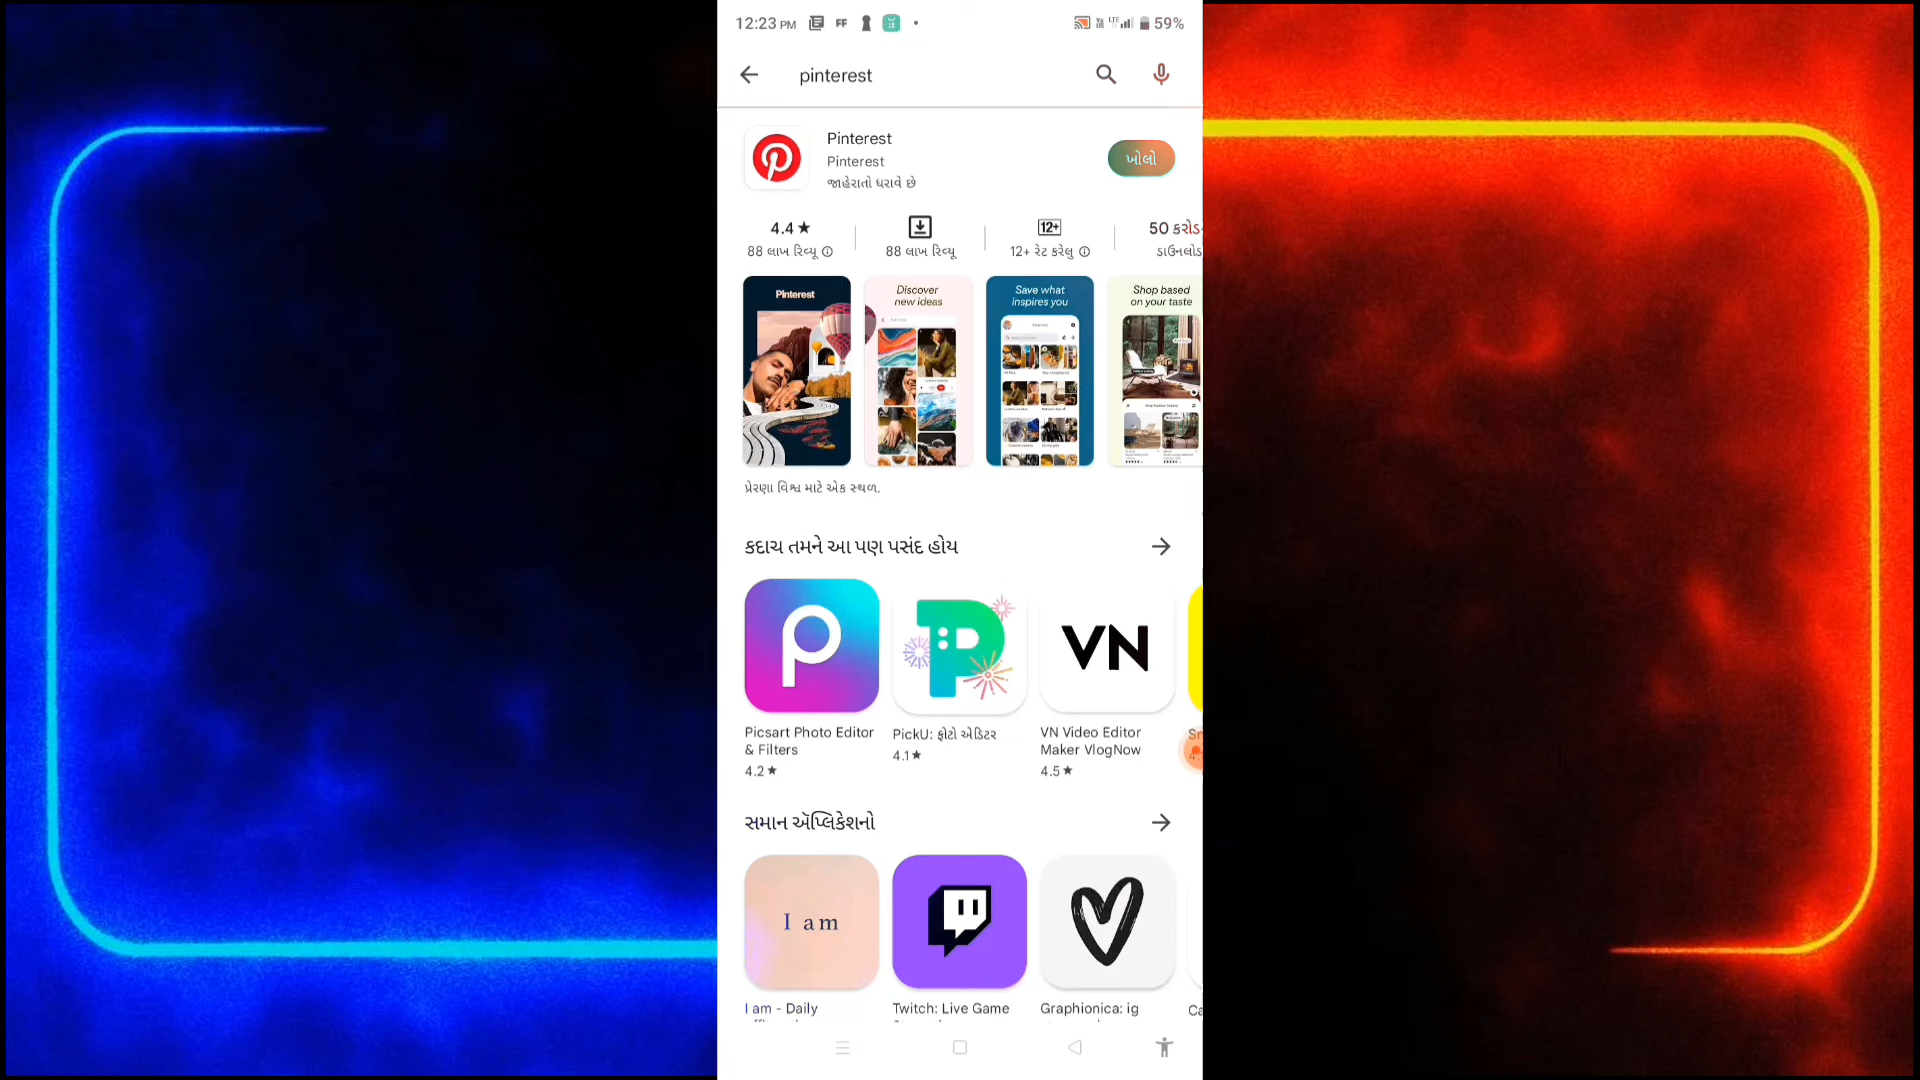 12:23 PM FF 59%
pinterest
Pinterest
Pinterest
જાહેરાતો ધરાવે છે
ખોલો
4.4★ 12+ 50 કરોડ
88 લાખ રિવ્યૂ 88 લાખ રિવ્યૂ 12+ રેટ કરેલુ ડાઉનલોડ
Pinterest
Discover
new ideas
Save what
inspires you
Shop based
on your taste
પ્રેરણા વિશ્વ માટે એક સ્થળ.
કદાચ તમને આ પણ પસંદ હોય
VN
Picsart Photo Editor
& Filters
4.2★
PickU: ફોટો એડિટર
4.1★
VN Video Editor
Maker VlogNow
4.5★
સમાન ઍપ્લિકેશનો
I am
I am - Daily
Twitch: Live Game
Graphionica: ig